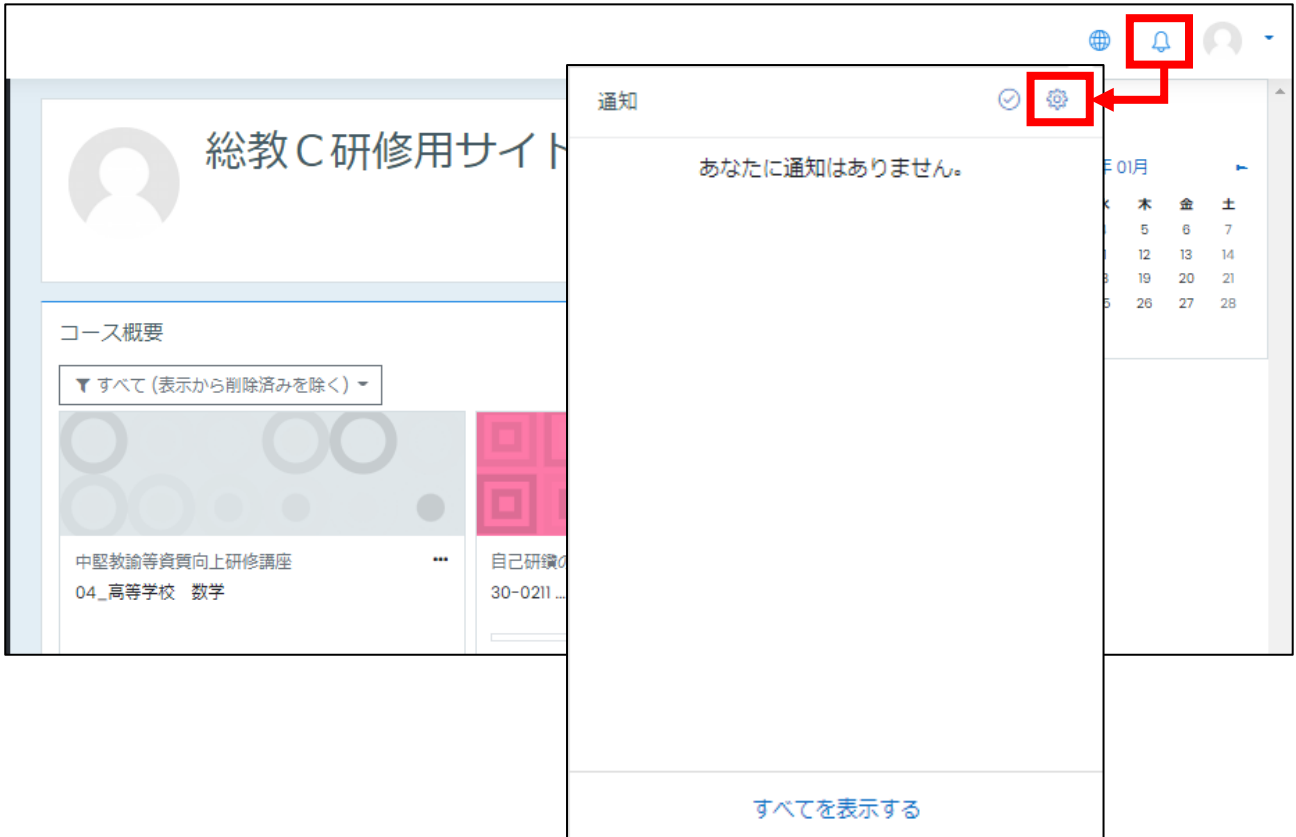 通知
総教C研修用サイト
あなたに通知はありません。
年 01月
木 金 土
5 6 7
12 13 14
19 20 21
26 27 28
コース概要
すべて (表示から削除済みを除く)
中堅教諭等資質向上研修講座
04_高等学校 数学
自己研鑽の
30-0211 ...
すべてを表示する